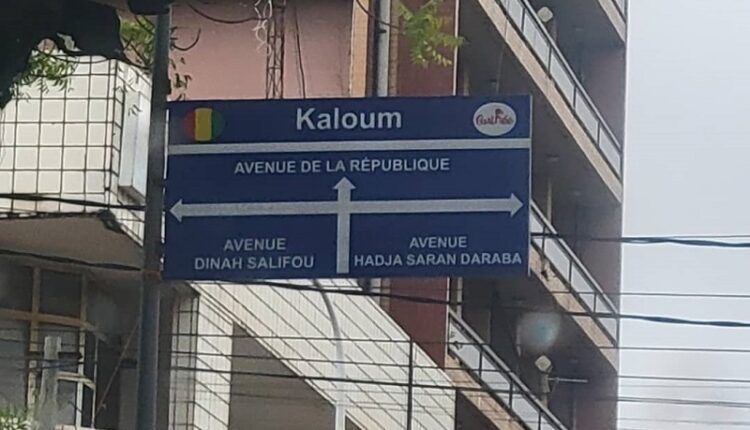 Kaloum
AVENUE DE LA RÉPUBLIQUE
AVENUE
DINAH SALIFOU
AVENUE
HADJA SARAN DARABA